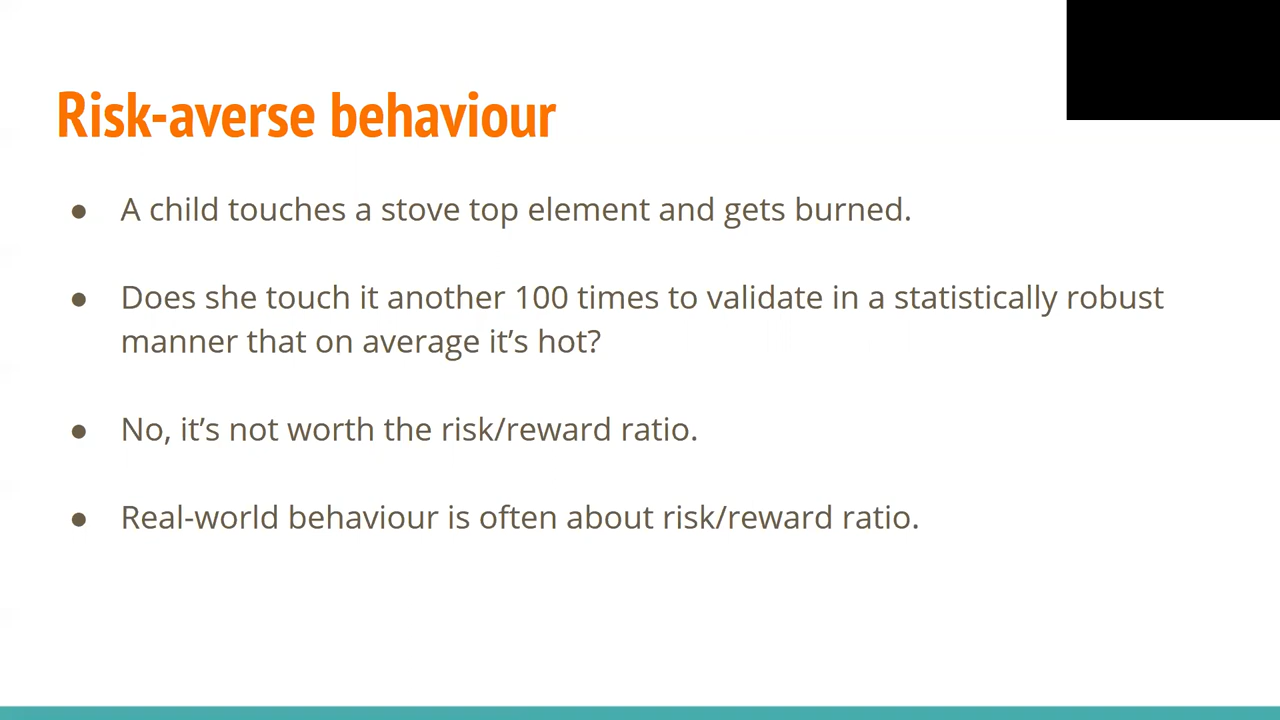 Risk-averse behaviour
● A child touches a stove top element and gets burned.
● Does she touch it another 100 times to validate in a statistically robust
manner that on average it’s hot?
● No, it’s not worth the risk/reward ratio.
● Real-world behaviour is often about risk/reward ratio.